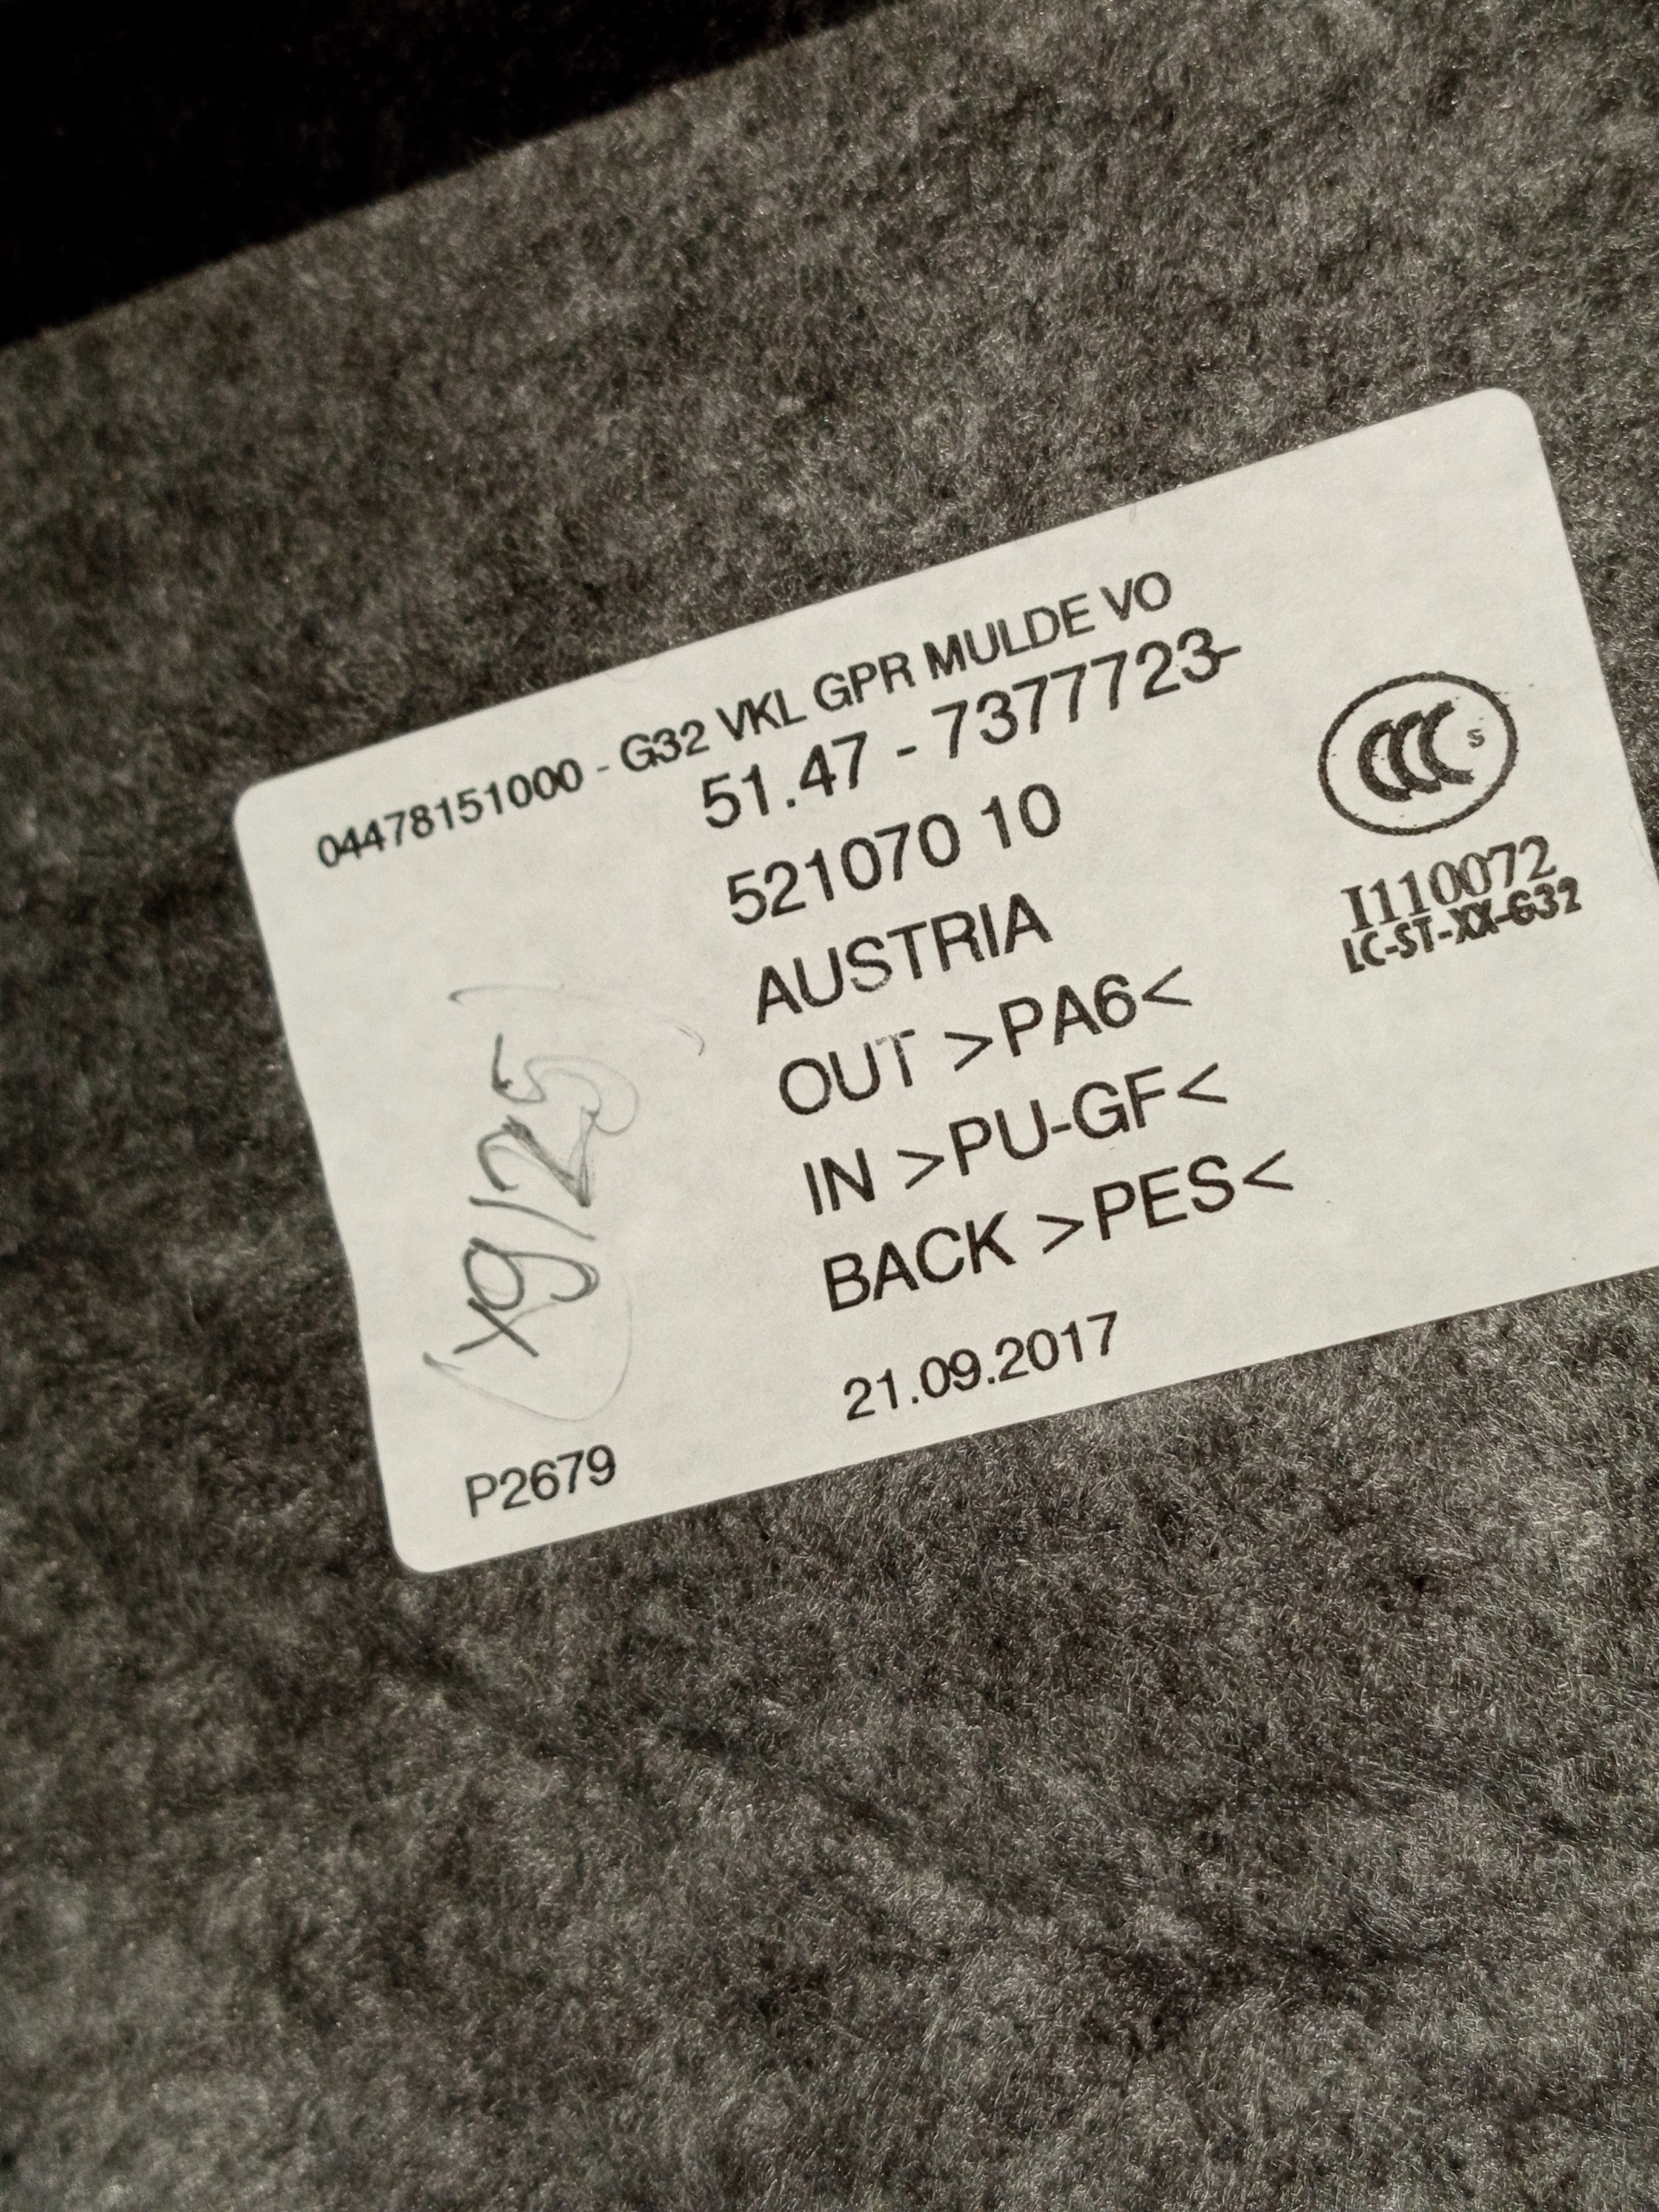 04478151000 - G32 VKL GPR MULDE VO
51.47 - 7377723-
521070 10
AUSTRIA
OUT >PA6<
IN >PU-GF<
BACK >PES<
21.09.2017
P2679
CCC S
I110072
LC-ST-XX-G32